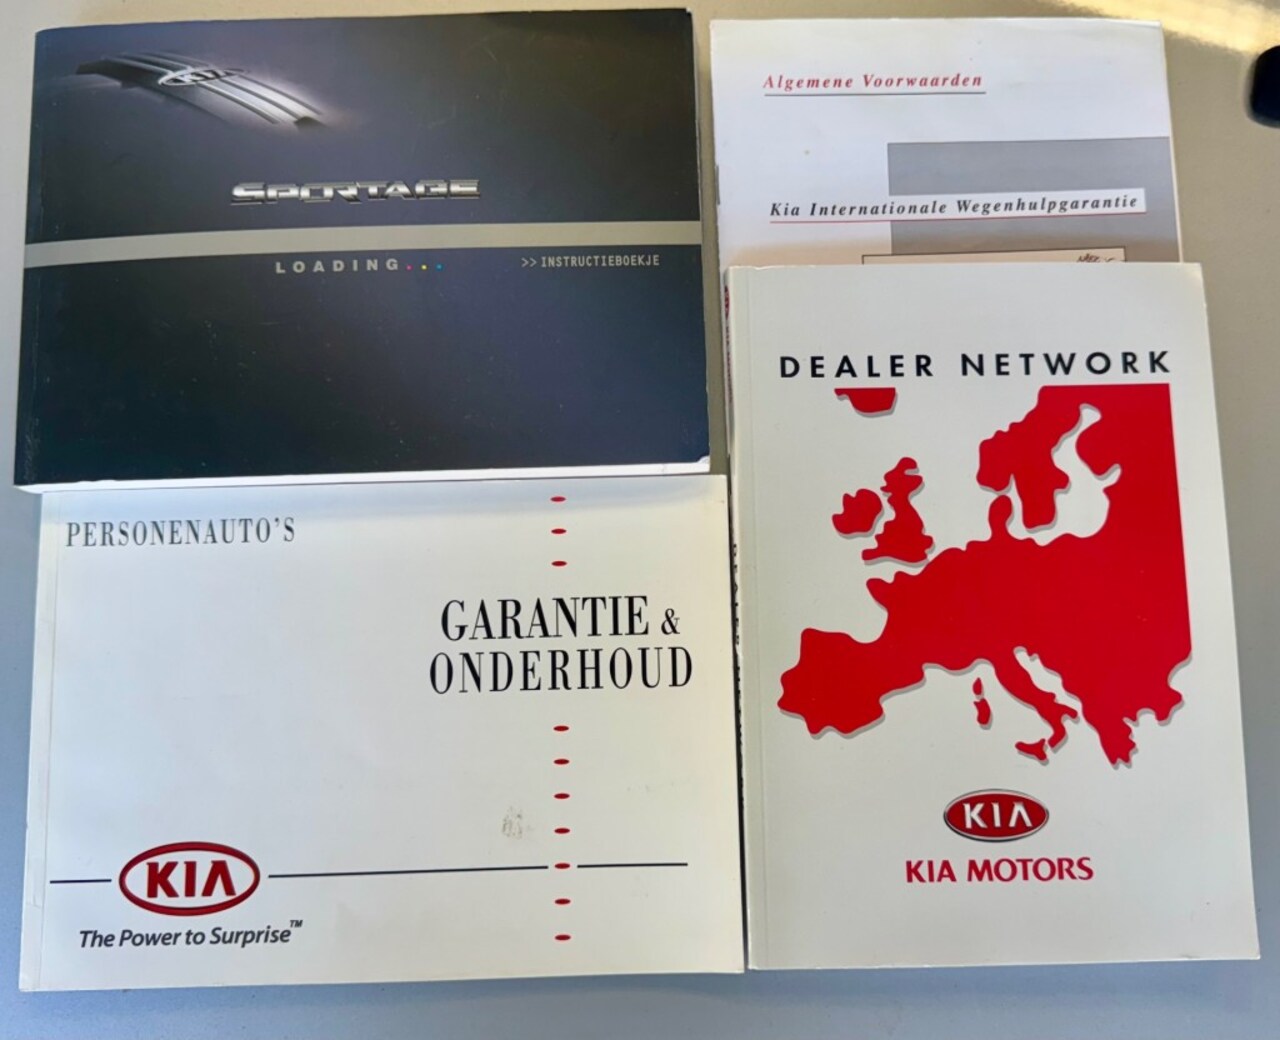 KIA
SPORTAGE
LOADING...
>> INSTRUCTIEBOEKJE
Algemene Voorwaarden
Kia Internationale Wegenhulpgarantie
PERSONENAUTO'S
GARANTIE &
ONDERHOUD
KIA
The Power to Surprise™
DEALER NETWORK
KIA
KIA MOTORS